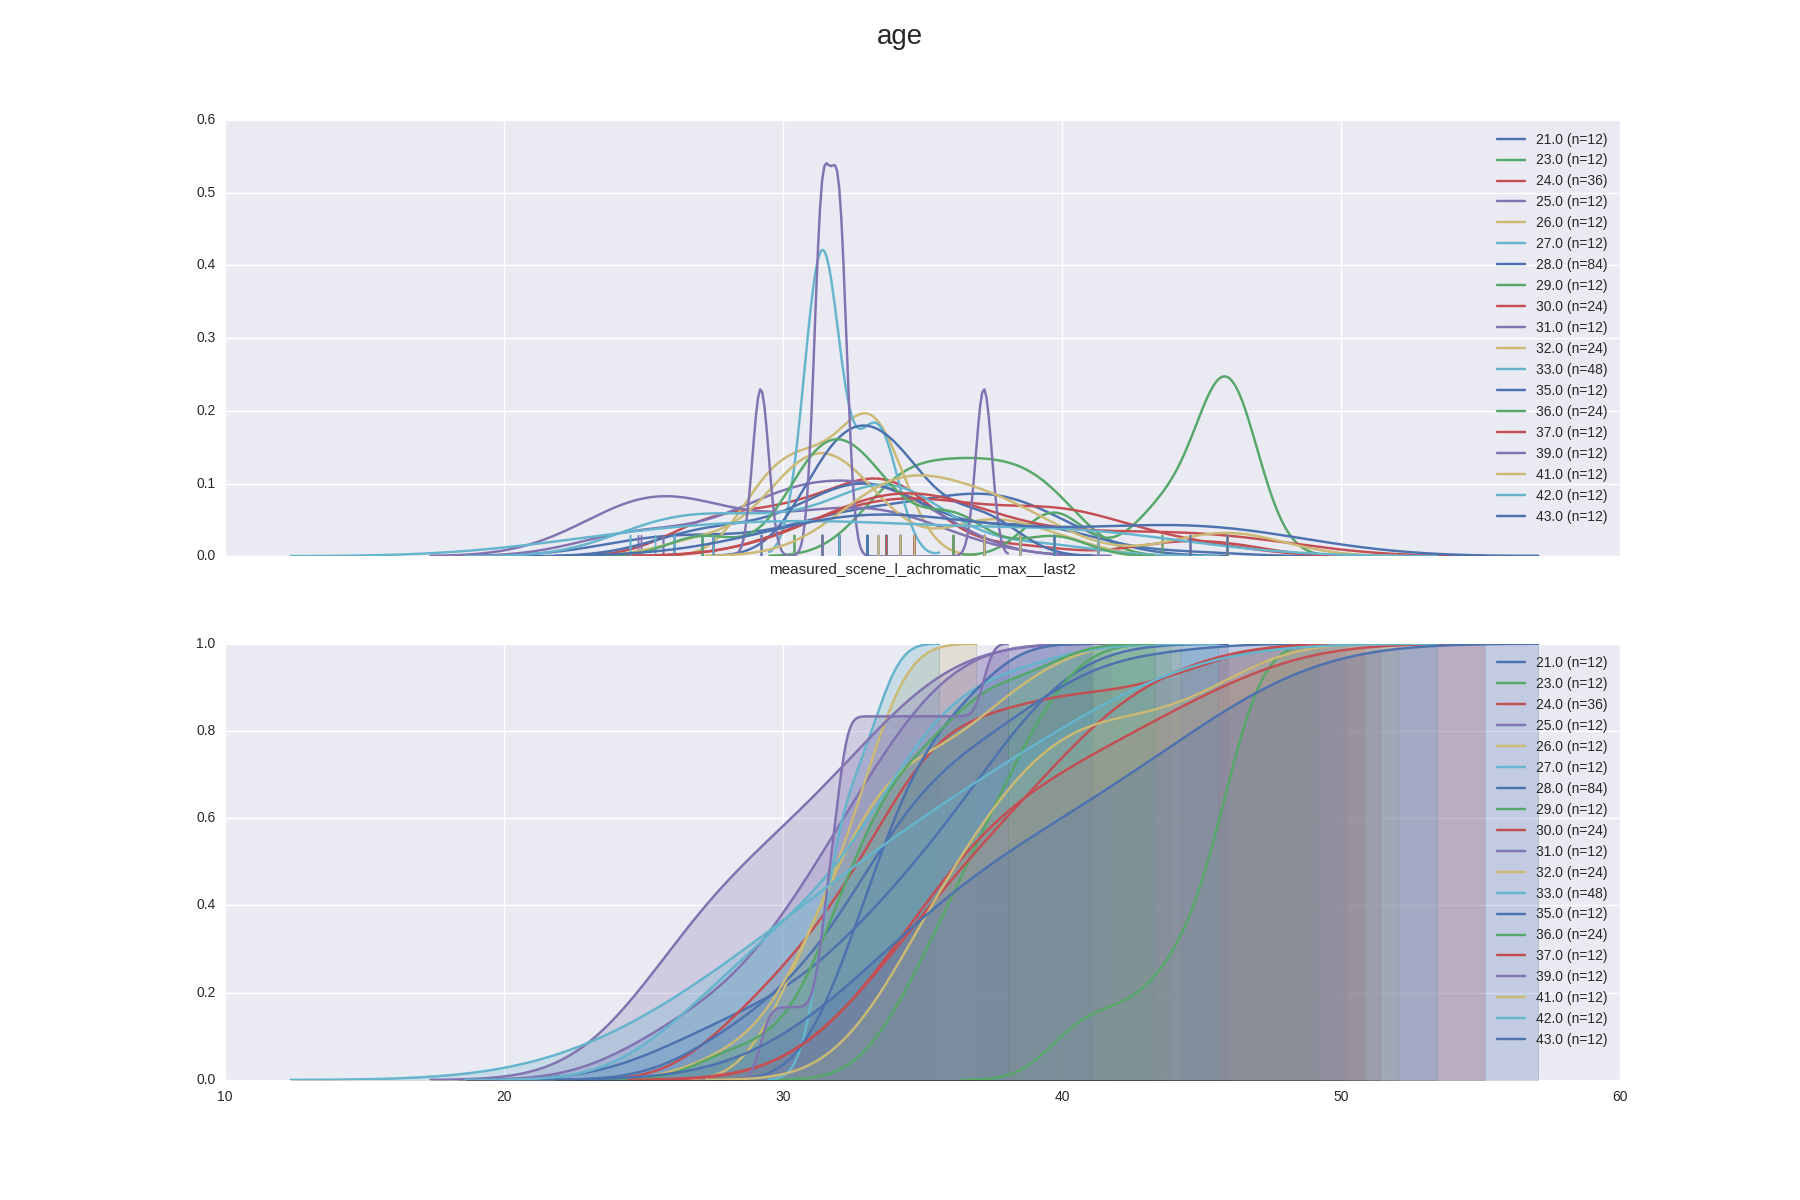 age
0.6
0.5
0.4
0.3
0.2
0.1
0.0
21.0 (n=12)
23.0 (n=12)
24.0 (n=36)
25.0 (n=12)
26.0 (n=12)
27.0 (n=12)
28.0 (n=84)
29.0 (n=12)
30.0 (n=24)
31.0 (n=12)
32.0 (n=24)
33.0 (n=48)
35.0 (n=12)
36.0 (n=24)
37.0 (n=12)
39.0 (n=12)
41.0 (n=12)
42.0 (n=12)
43.0 (n=12)
measured_scene_l_achromatic__max__last2
1.0
0.8
0.6
0.4
0.2
0.0
21.0 (n=12)
23.0 (n=12)
24.0 (n=36)
25.0 (n=12)
26.0 (n=12)
27.0 (n=12)
28.0 (n=84)
29.0 (n=12)
30.0 (n=24)
31.0 (n=12)
32.0 (n=24)
33.0 (n=48)
35.0 (n=12)
36.0 (n=24)
37.0 (n=12)
39.0 (n=12)
41.0 (n=12)
42.0 (n=12)
43.0 (n=12)
10 20 30 40 50 60